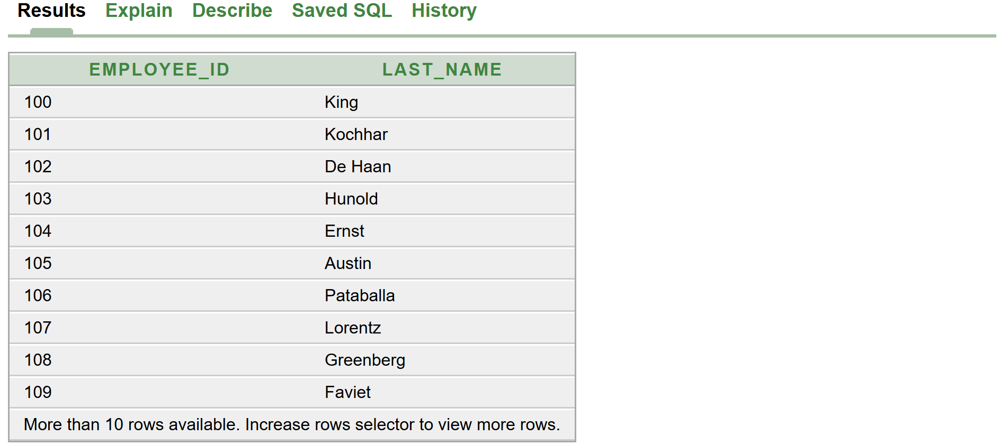 Results Explain Describe Saved SQL History
EMPLOYEE_ID LAST_NAME
100 King
101 Kochhar
102 De Haan
103 Hunold
104 Ernst
105 Austin
106 Pataballa
107 Lorentz
108 Greenberg
109 Faviet
More than 10 rows available. Increase rows selector to view more rows.